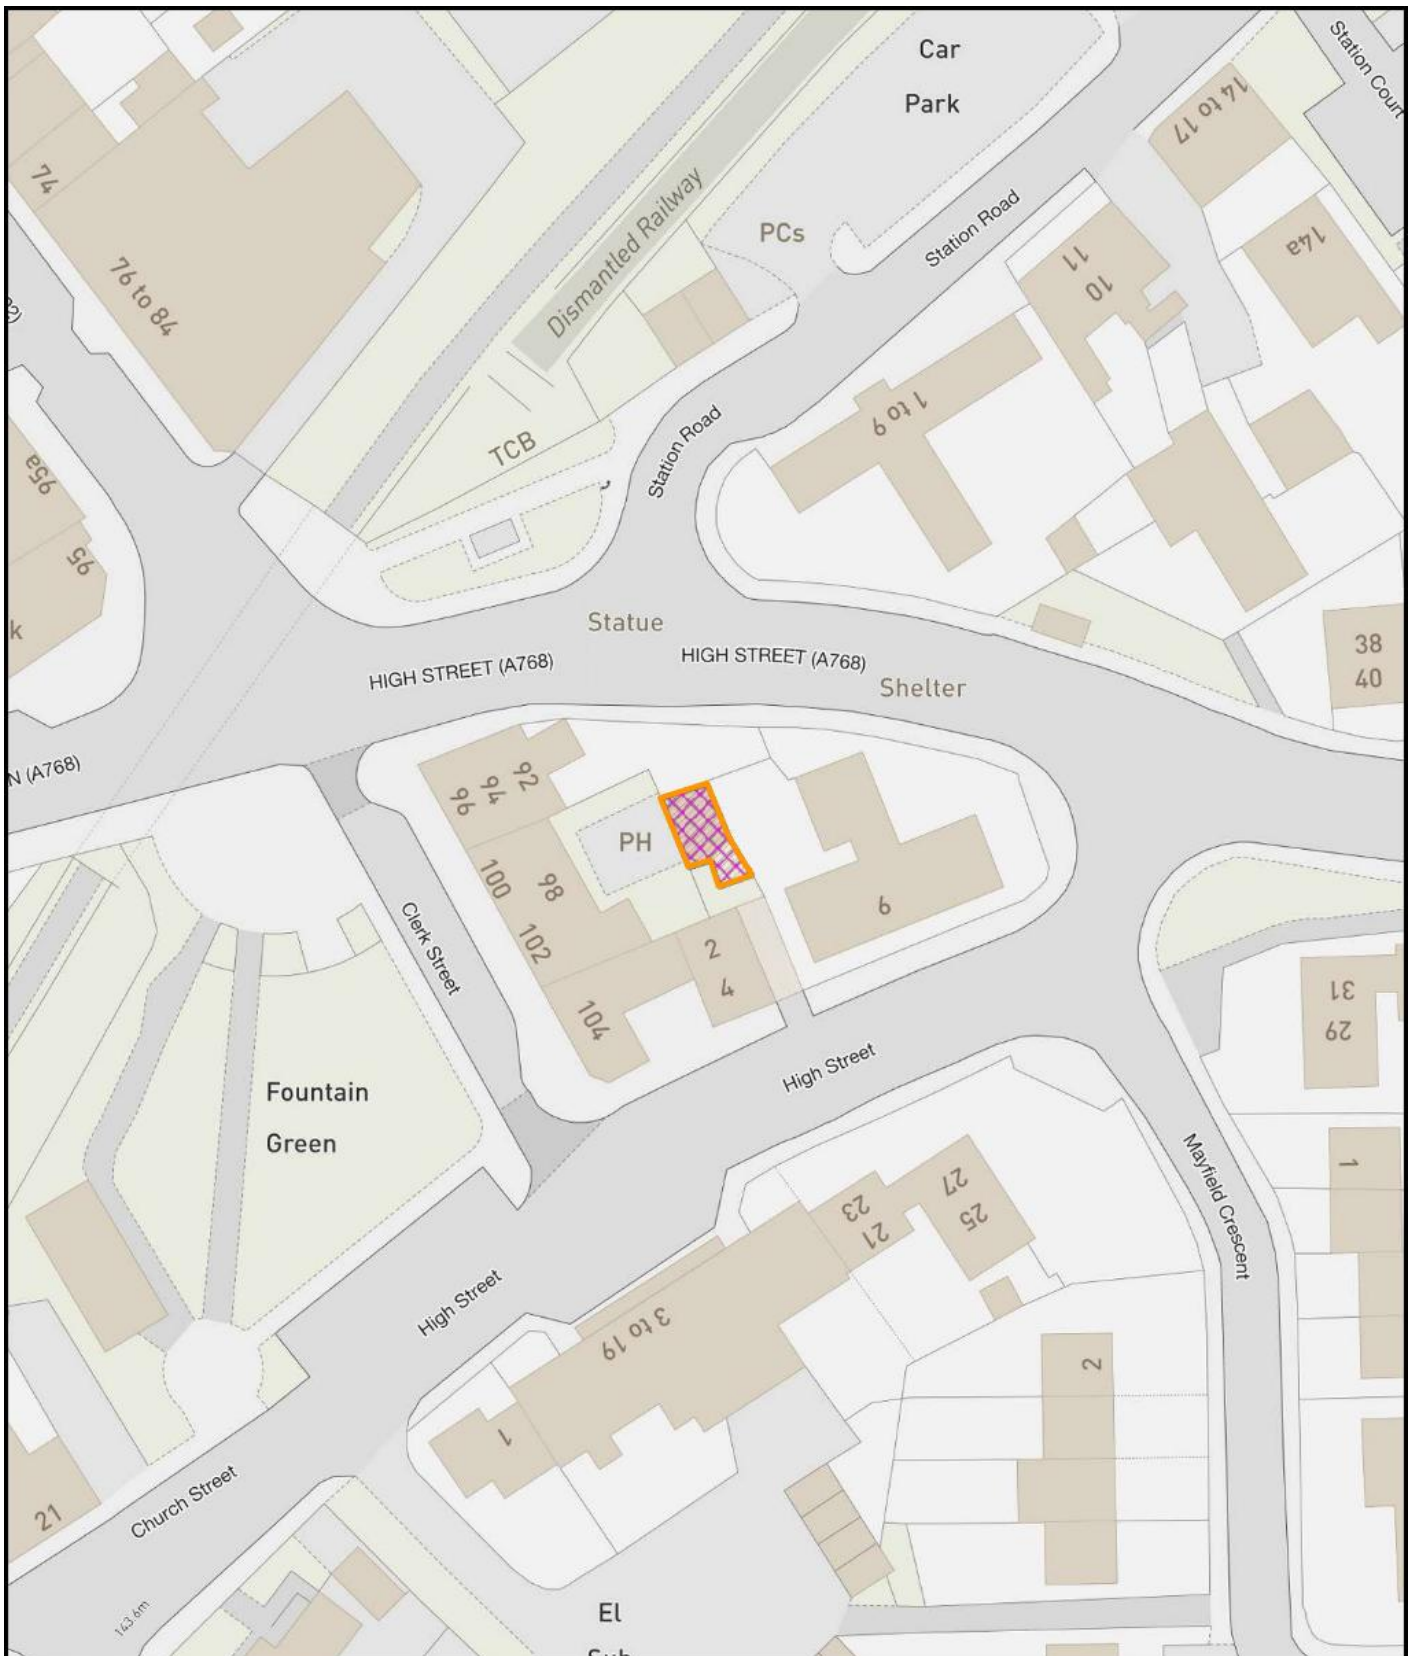 Car
Park
Station Court
14 to 17
74
Station Road
PCs
Dismantled Railway
14a
11
10
76 to 84
1 to 9
Station Road
TCB
95a
95
Statue
HIGH STREET (A768)
HIGH STREET (A768)
Shelter
38
40
k
N (A768)
92
94
96
PH
98
100
102
6
2
4
104
Clerk Street
31
29
High Street
Fountain
Green
1
Mayfield Crescent
27
25
23
21
High Street
3 to 19
2
1
Church Street
21
143.6m
El